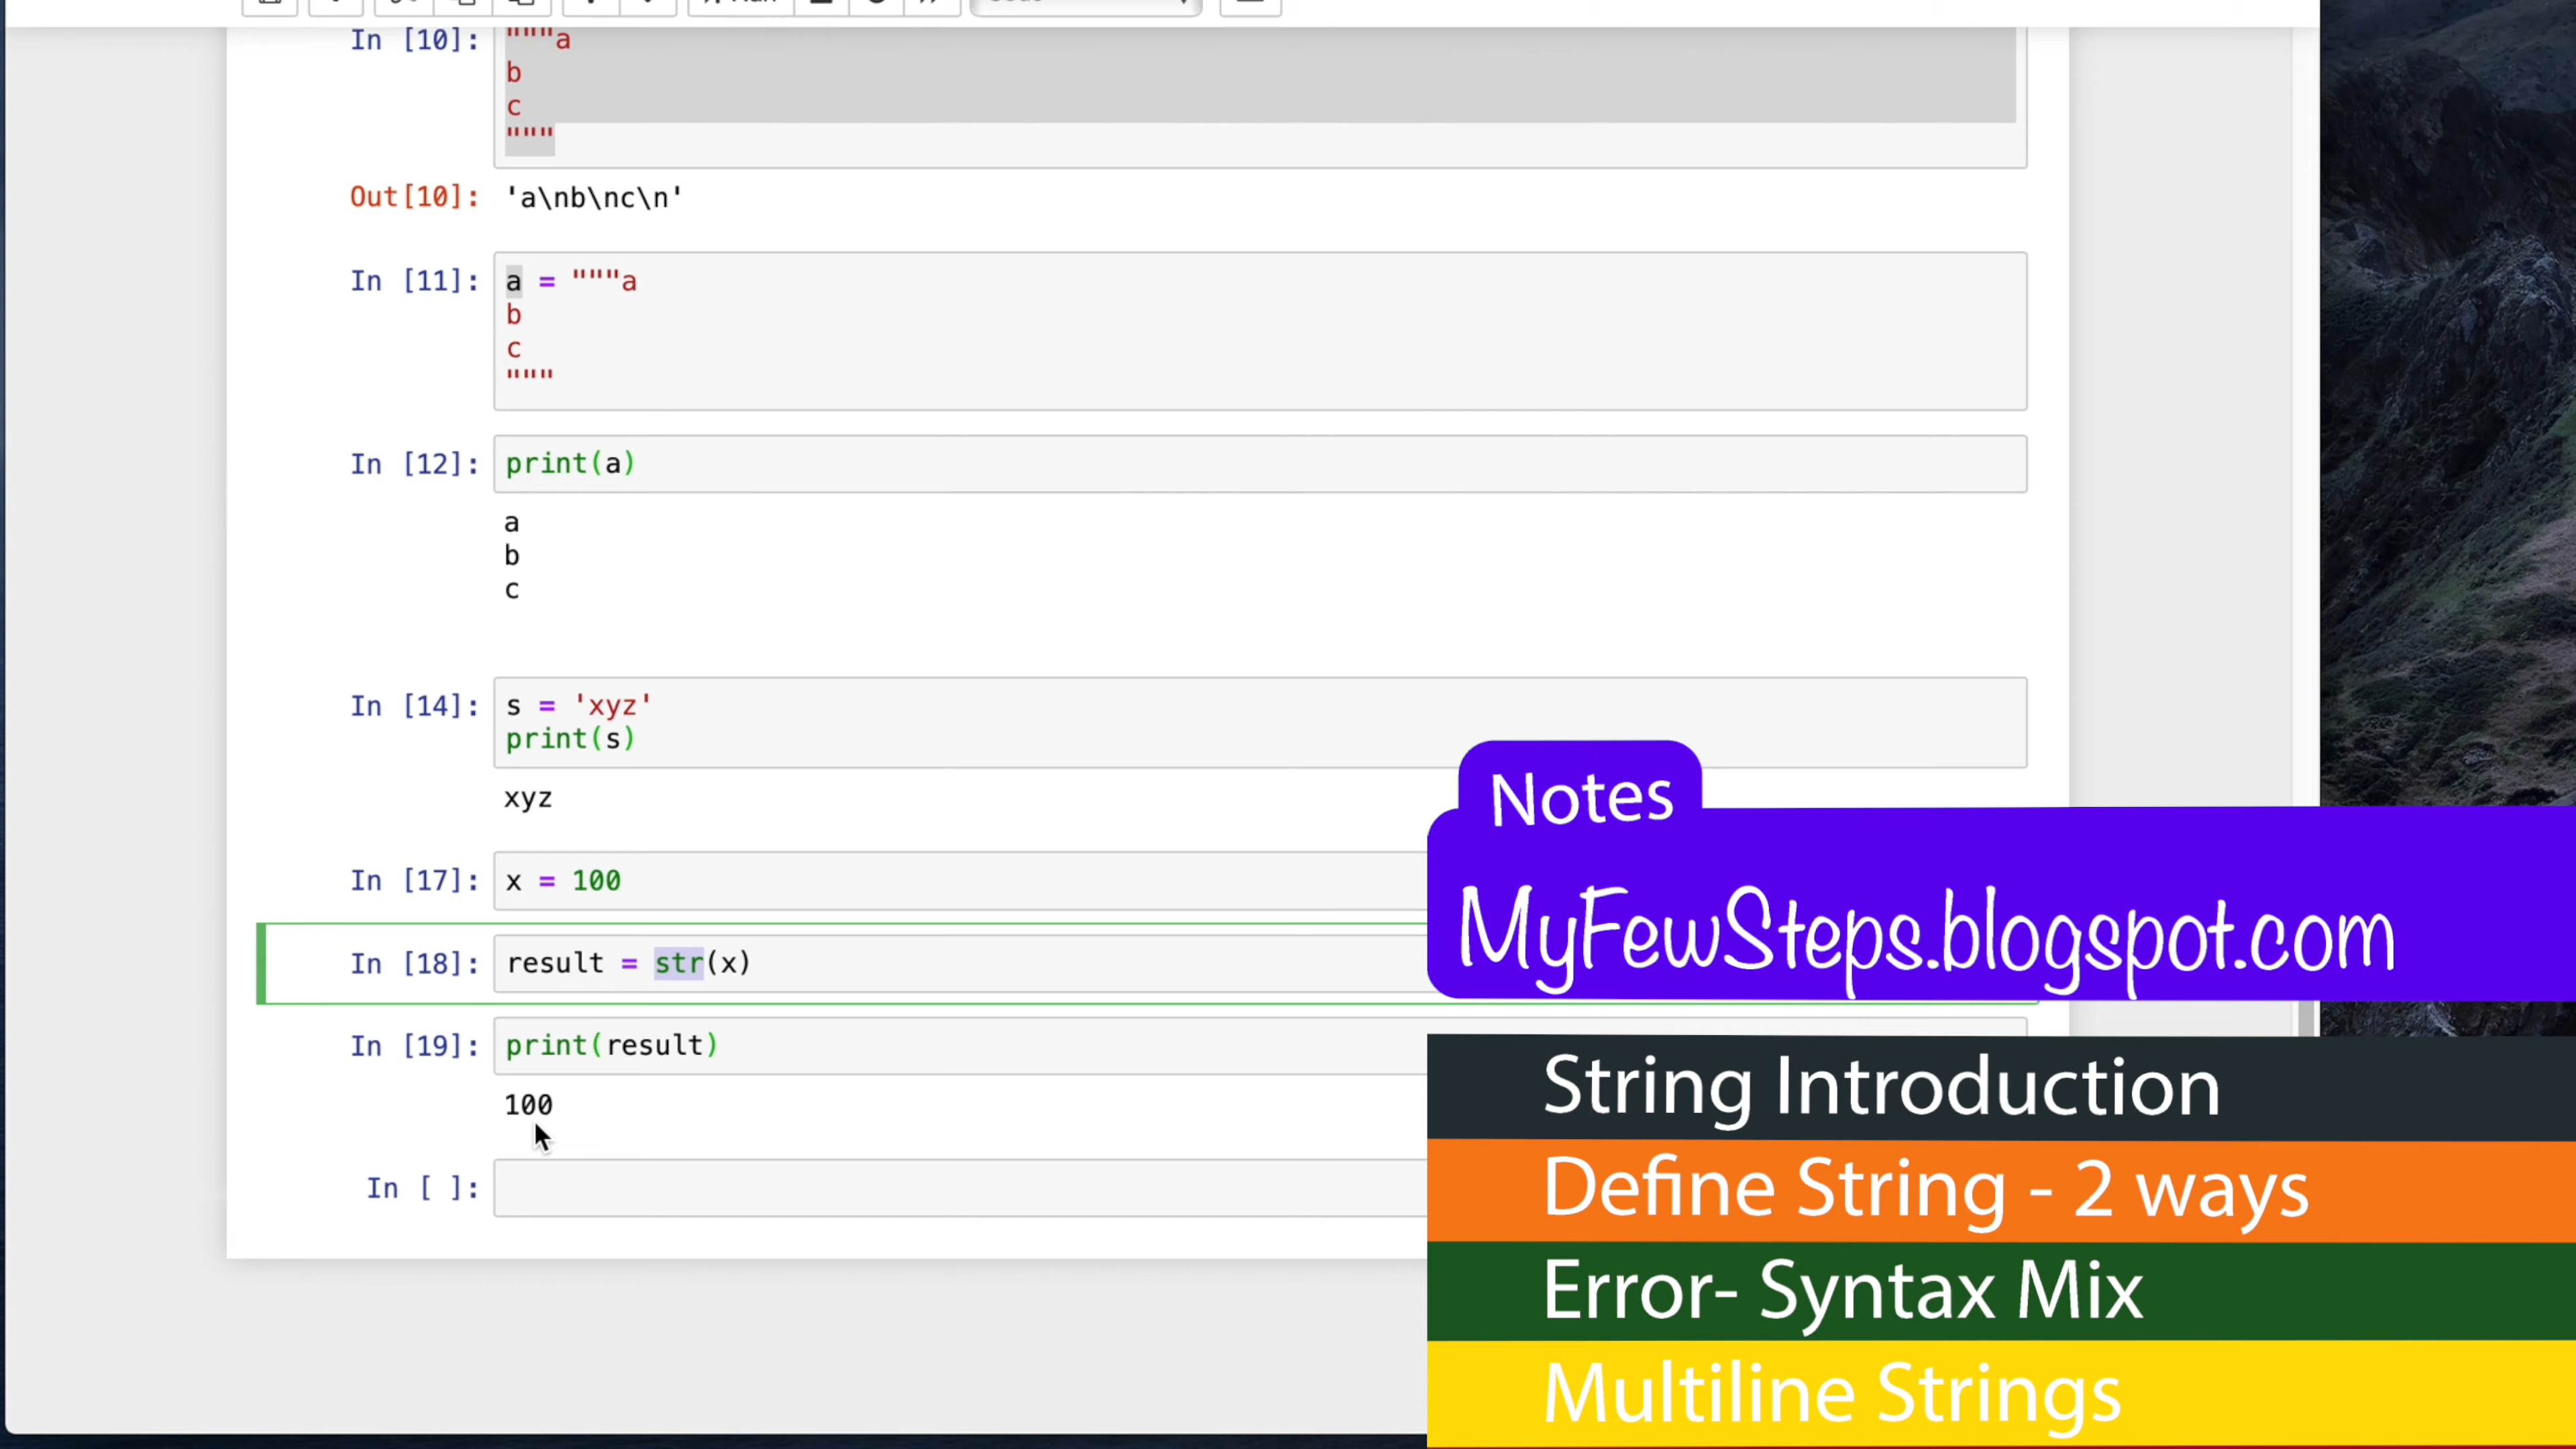 In [10]: """a
b
c
"""
Out[10]: 'a\nb\nc\n'
In [11]: a = """a
b
c
"""
In [12]: print(a)
a
b
c
In [14]: s = 'xyz'
print(s)
xyz
In [17]: x = 100
In [18]: result = str(x)
In [19]: print(result)
100
In [ ]:
Notes
MyFewSteps.blogspot.com
String Introduction
Define String - 2 ways
Error- Syntax Mix
Multiline Strings